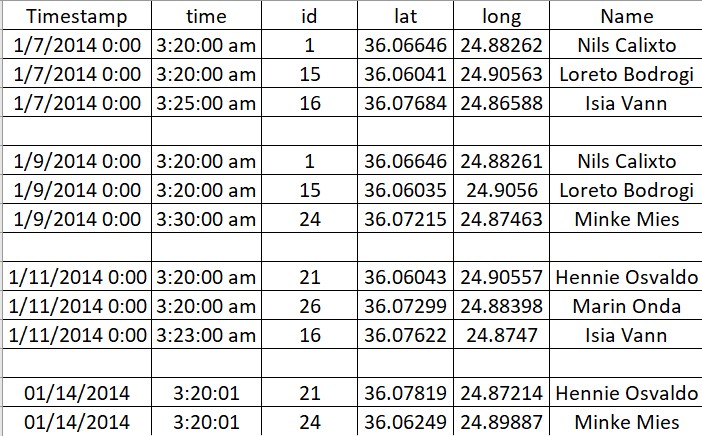 Timestamp time id lat long Name
1/7/2014 0:00 3:20:00 am 1 36.06646 24.88262 Nils Calixto
1/7/2014 0:00 3:20:00 am 15 36.06041 24.90563 Loreto Bodrogi
1/7/2014 0:00 3:25:00 am 16 36.07684 24.86588 Isia Vann
1/9/2014 0:00 3:20:00 am 1 36.06646 24.88261 Nils Calixto
1/9/2014 0:00 3:20:00 am 15 36.06035 24.9056 Loreto Bodrogi
1/9/2014 0:00 3:30:00 am 24 36.07215 24.87463 Minke Mies
1/11/2014 0:00 3:20:00 am 21 36.06043 24.90557 Hennie Osvaldo
1/11/2014 0:00 3:20:00 am 26 36.07299 24.88398 Marin Onda
1/11/2014 0:00 3:23:00 am 16 36.07622 24.8747 Isia Vann
01/14/2014 3:20:01 21 36.07819 24.87214 Hennie Osvaldo
01/14/2014 3:20:01 24 36.06249 24.89887 Minke Mies